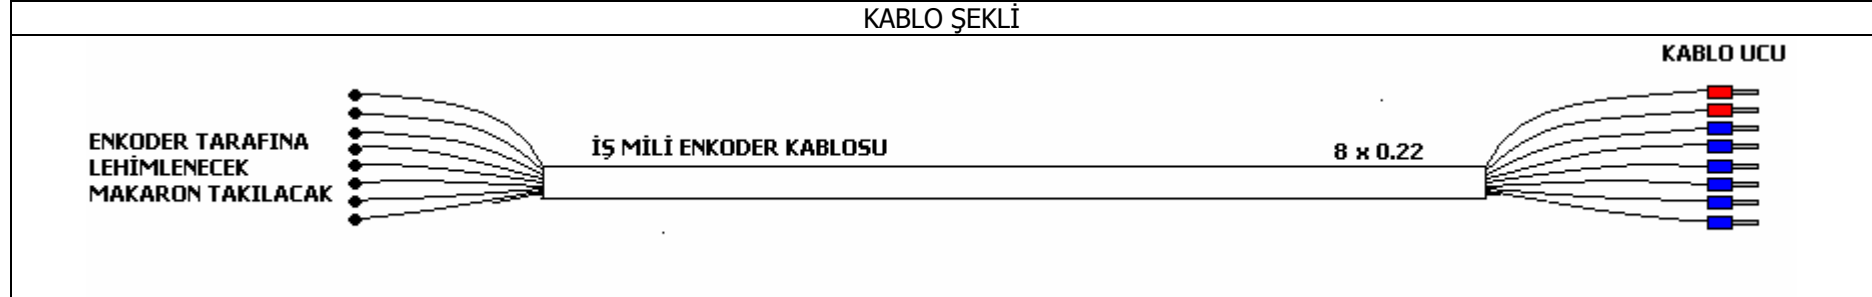 KABLO ŞEKLİ
KABLO UCU
ENKODER TARAFINA
LEHİMLENECEK
MAKARON TAKILACAK
İŞ MİLİ ENKODER KABLOSU
8 x 0.22